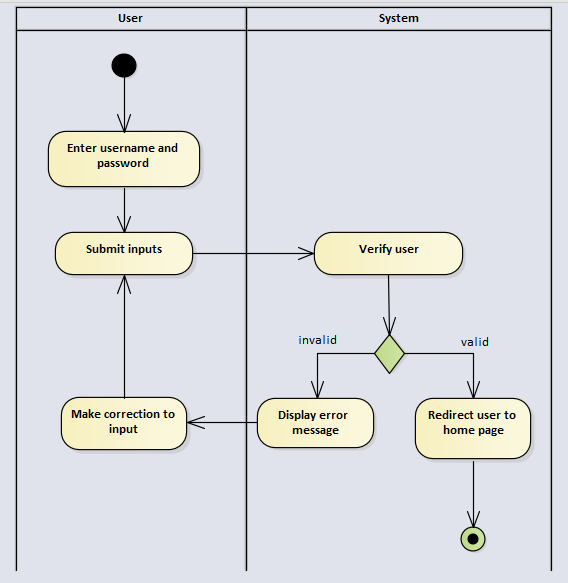 User
System
Enter username and
password
Submit inputs
Verify user
invalid
valid
Make correction to
input
Display error
message
Redirect user to
home page